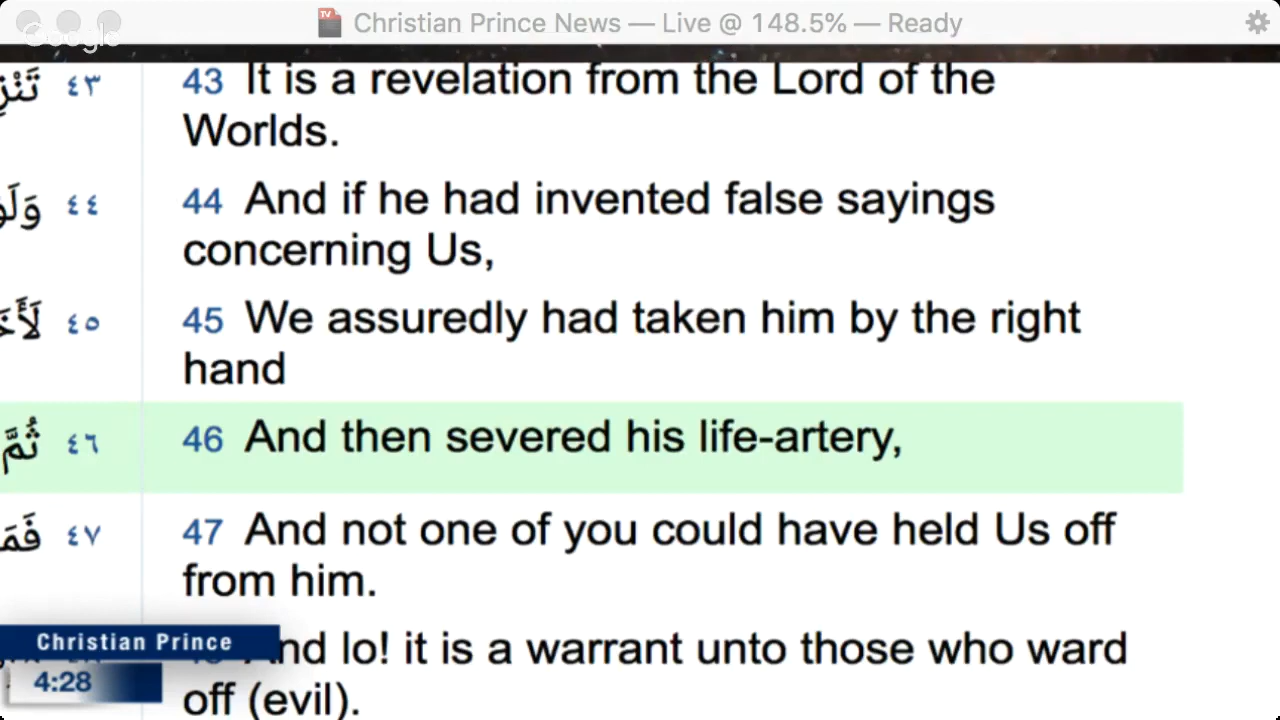 Christian Prince News — Live @ 148.5% — Ready
Google
٤٣ 43 It is a revelation from the Lord of the
Worlds.
٤٤ 44 And if he had invented false sayings
concerning Us,
٤٥ 45 We assuredly had taken him by the right
hand
ثُمَّ ٤٦ 46 And then severed his life-artery,
٤٧ 47 And not one of you could have held Us off
from him.
Christian Prince
lo! it is a warrant unto those who ward
4:28
off (evil).